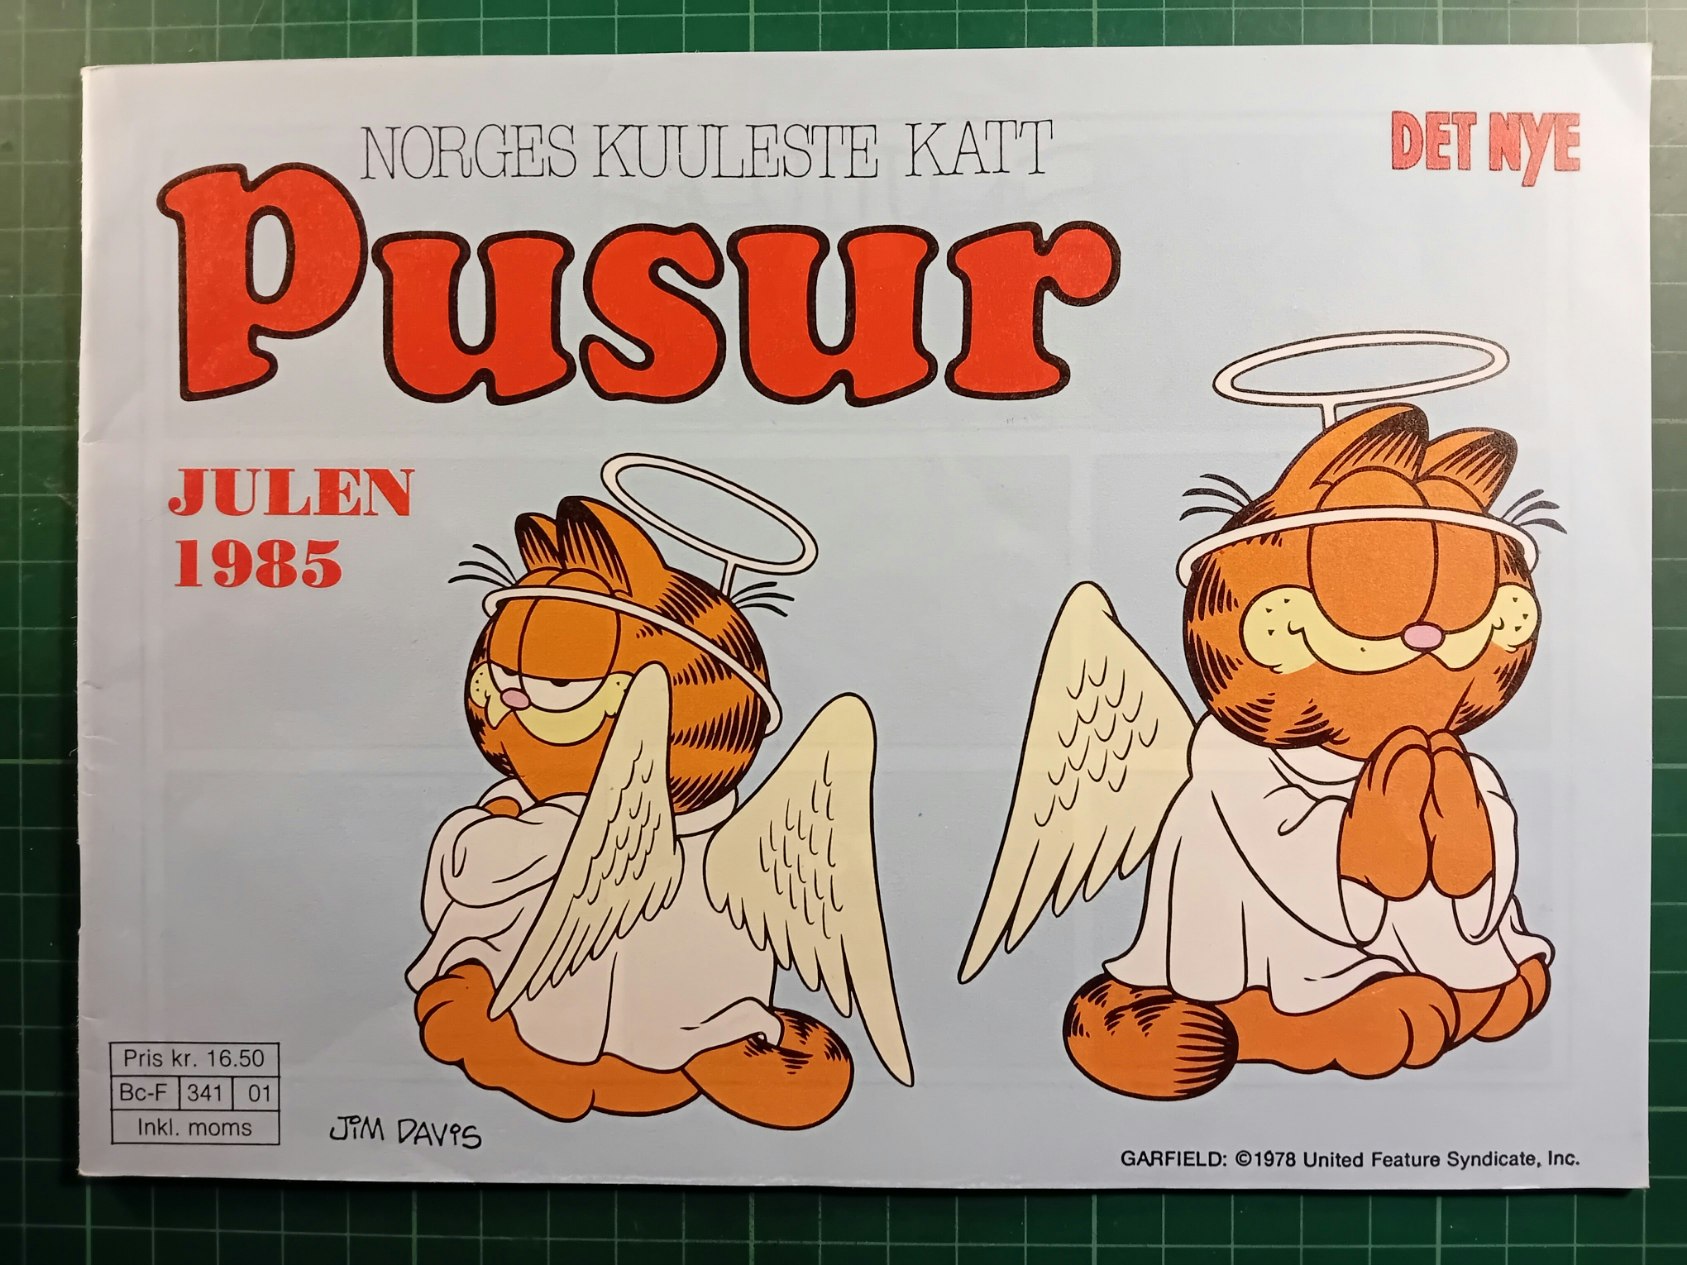 NORGES KUULESTE KATT
DET NYE
Pusur
JULEN
1985
Pris kr. 16.50
Bc-F 341 01
Inkl. moms
JIM DAVIS
GARFIELD: ©1978 United Feature Syndicate, Inc.